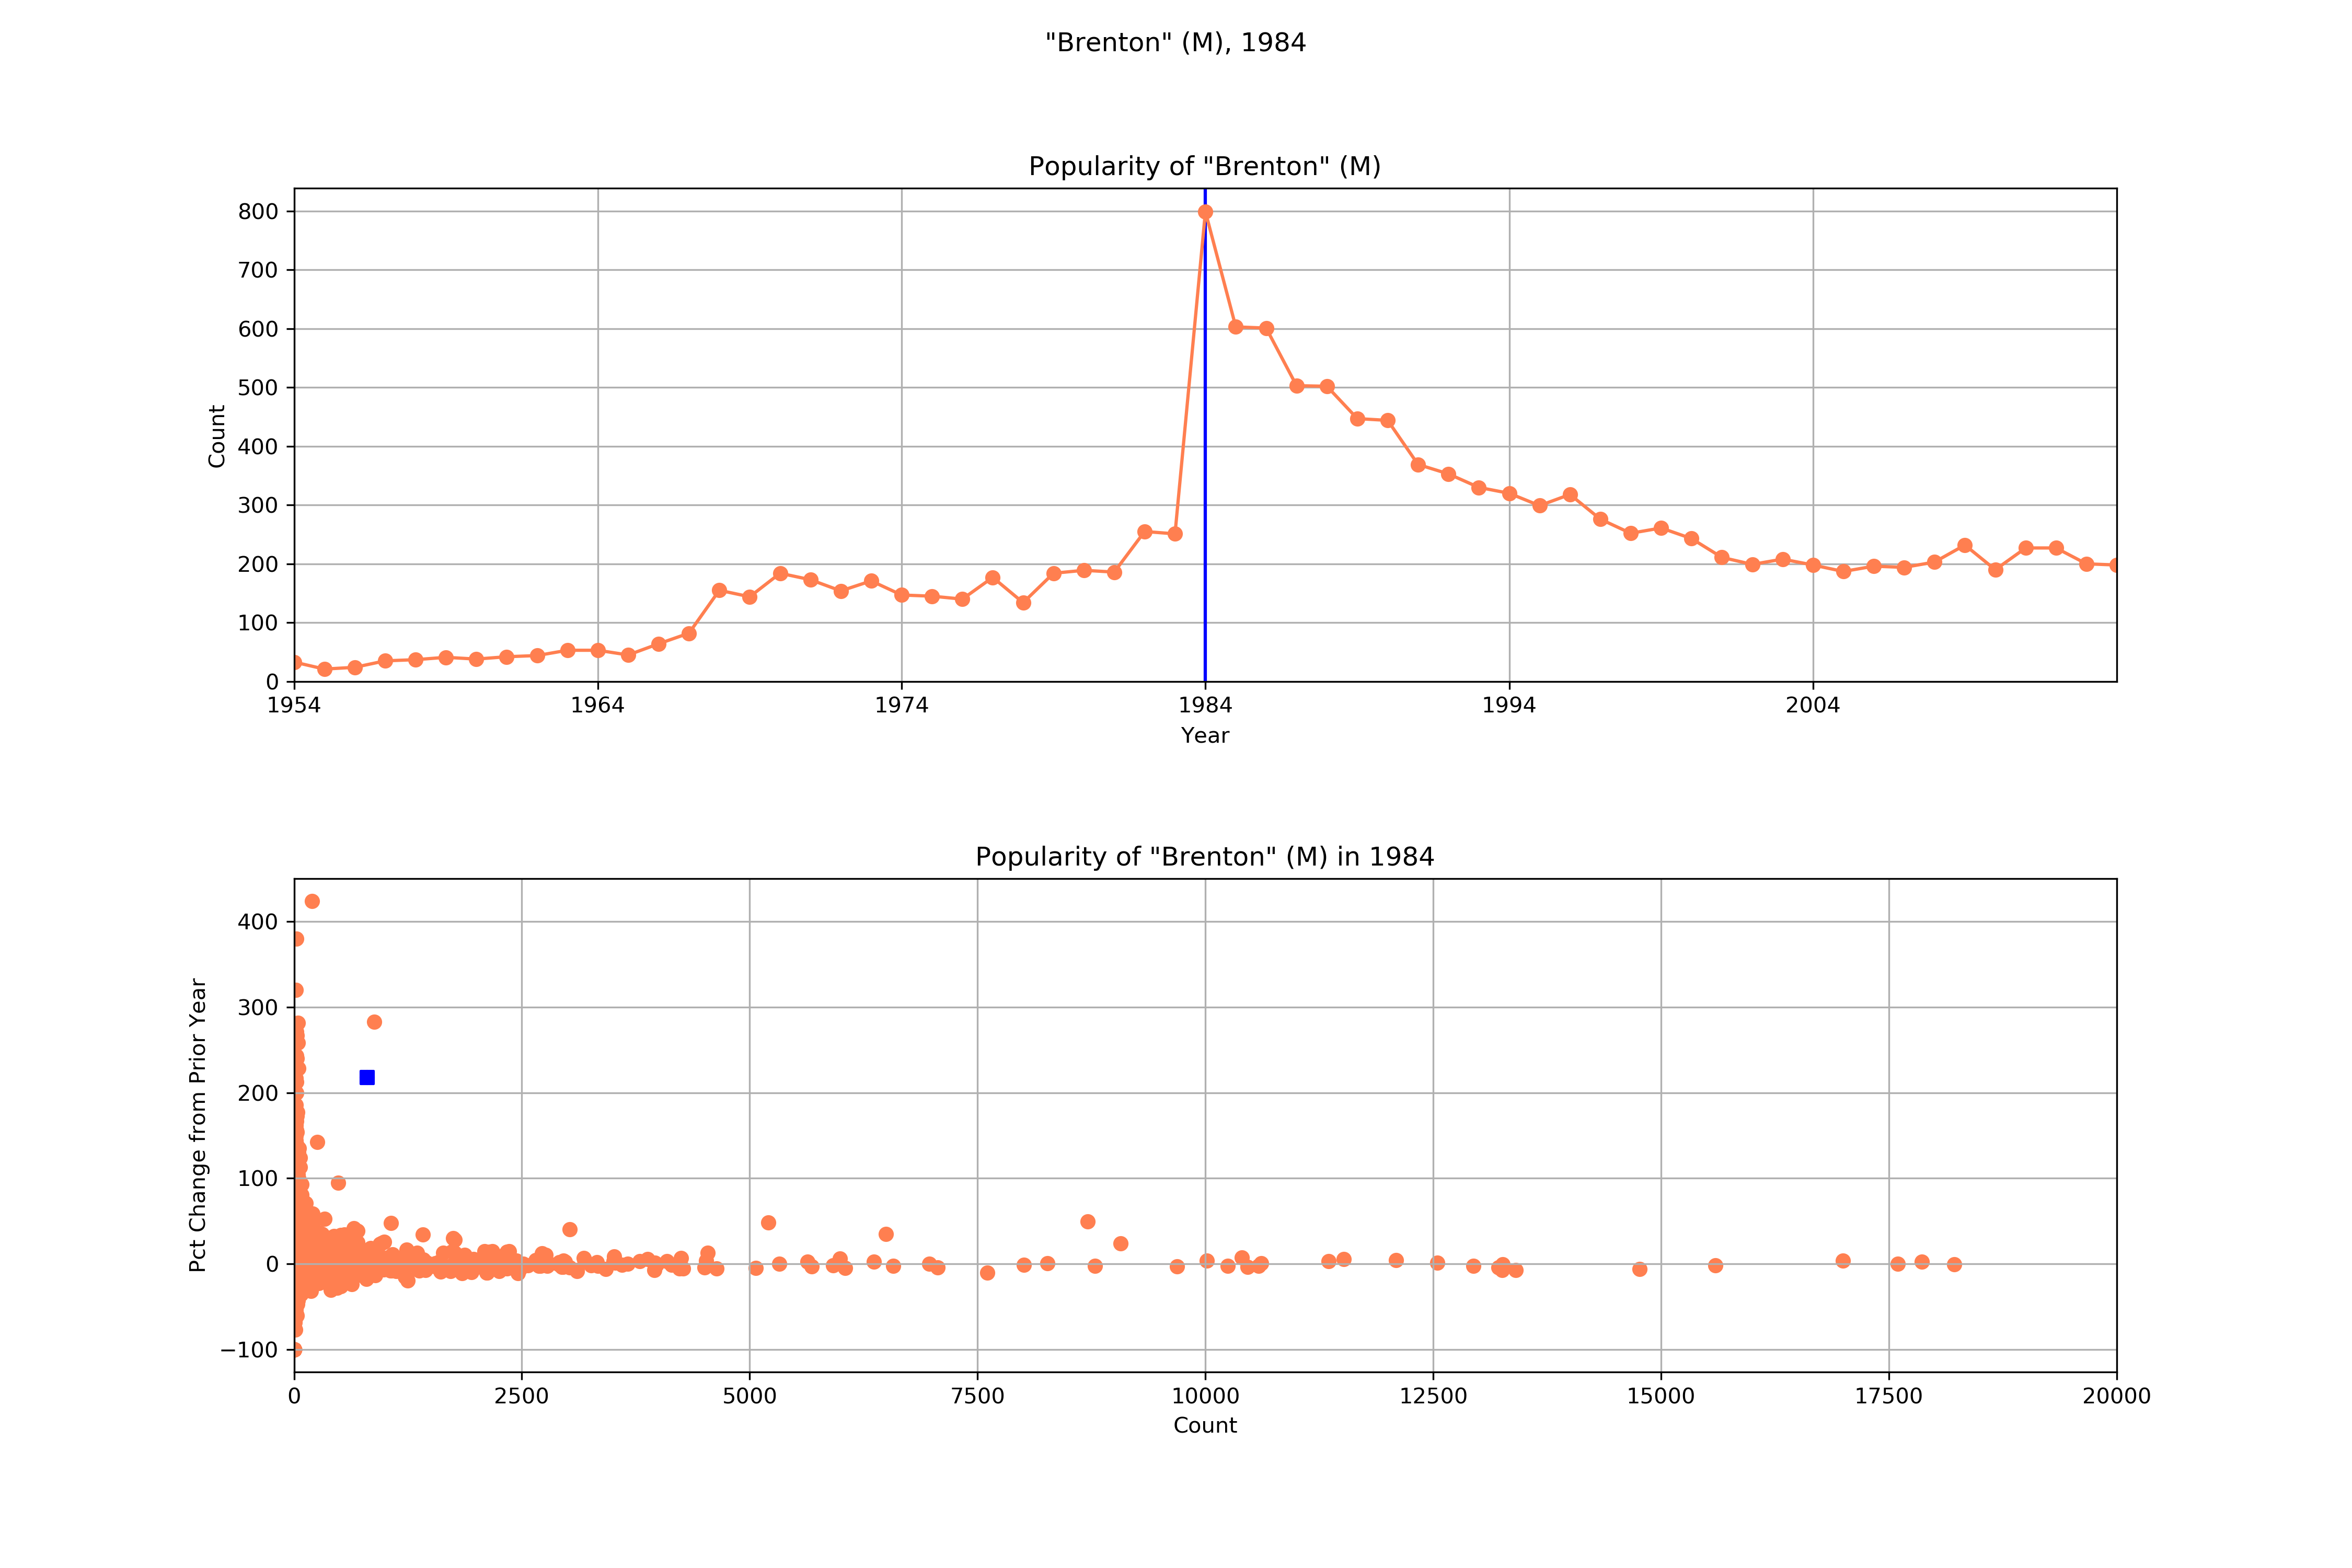 "Brenton" (M), 1984
Popularity of "Brenton" (M)
800
700
600
500
400
300
200
100
0
Count
1954 1964 1974 1984 1994 2004
Year
Popularity of "Brenton" (M) in 1984
400
300
200
100
0
−100
Pct Change from Prior Year
0 2500 5000 7500 10000 12500 15000 17500 20000
Count